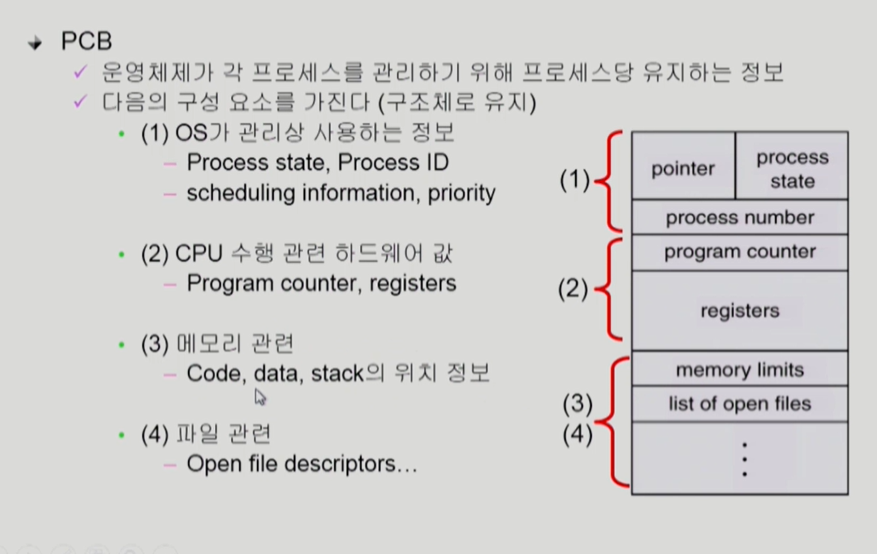 PCB
운영체제가 각 프로세스를 관리하기 위해 프로세스당 유지하는 정보
다음의 구성 요소를 가진다 (구조체로 유지)
(1) OS가 관리상 사용하는 정보
Process state, Process ID
scheduling information, priority
(2) CPU 수행 관련 하드웨어 값
Program counter, registers
(3) 메모리 관련
Code, data, stack의 위치 정보
(4) 파일 관련
Open file descriptors…
(1)
(2)
(3)
(4)
pointer
process
state
process number
program counter
registers
memory limits
list of open files